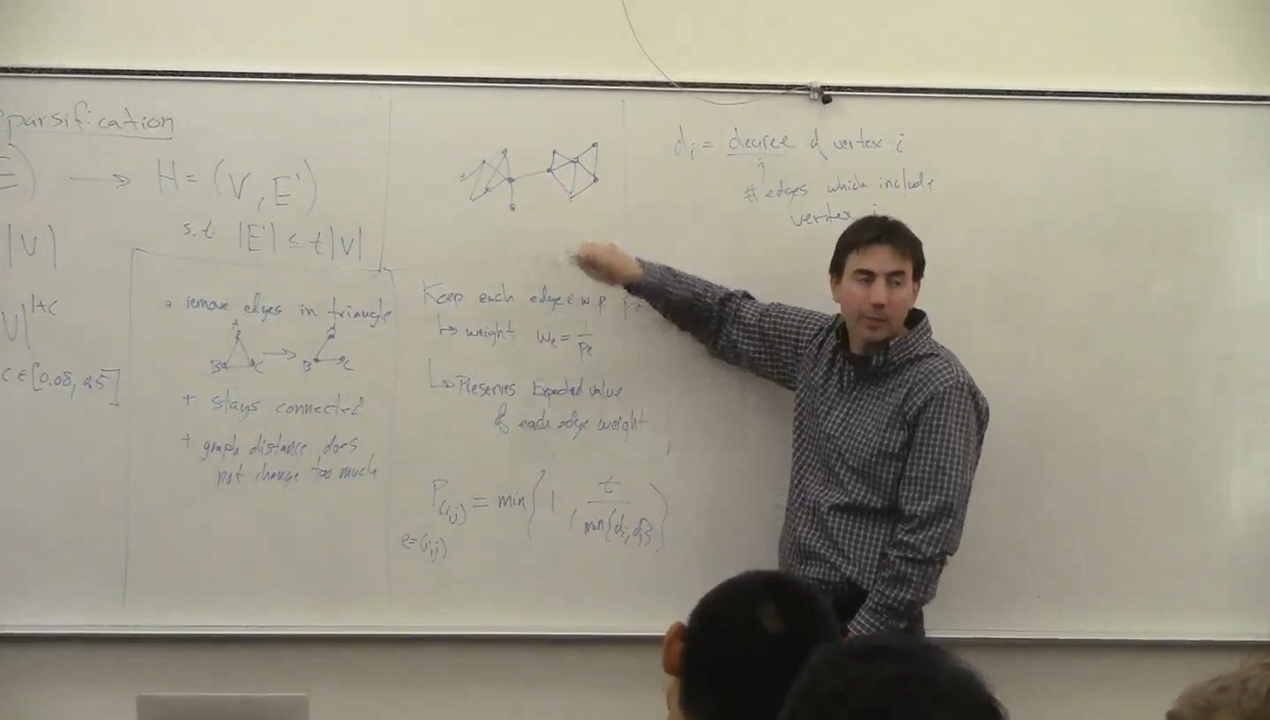 parsification
E) → H = (V, E')
|V|
s.t |E'| ≤ t|V|
V|^{1+c}
c ∈ [0.05, 0.5]
• remove edges in triangle
A
B C → B C
+ stays connected
+ graph distance does
not change too much
Keep each edge e w p
↳ weight w_e = 1/p_e
↳ Preserves Expected value
of each edge weight
P_(i,j) = min{ 1, t / min{d_i, d_j} }
e=(i,j)
d_i = degree of vertex i
# edges which include
vertex i